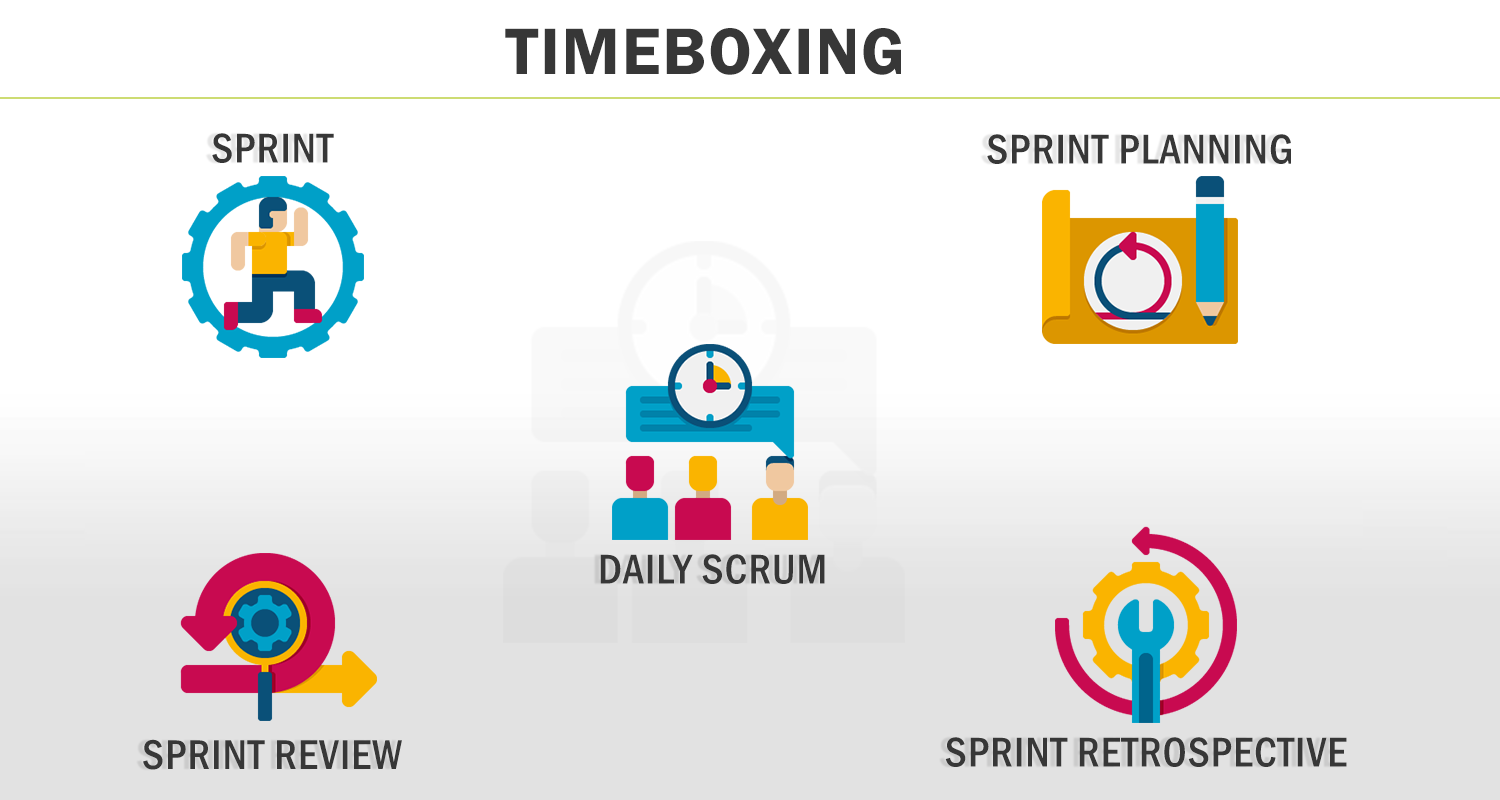 TIMEBOXING
SPRINT
SPRINT PLANNING
DAILY SCRUM
SPRINT REVIEW
SPRINT RETROSPECTIVE